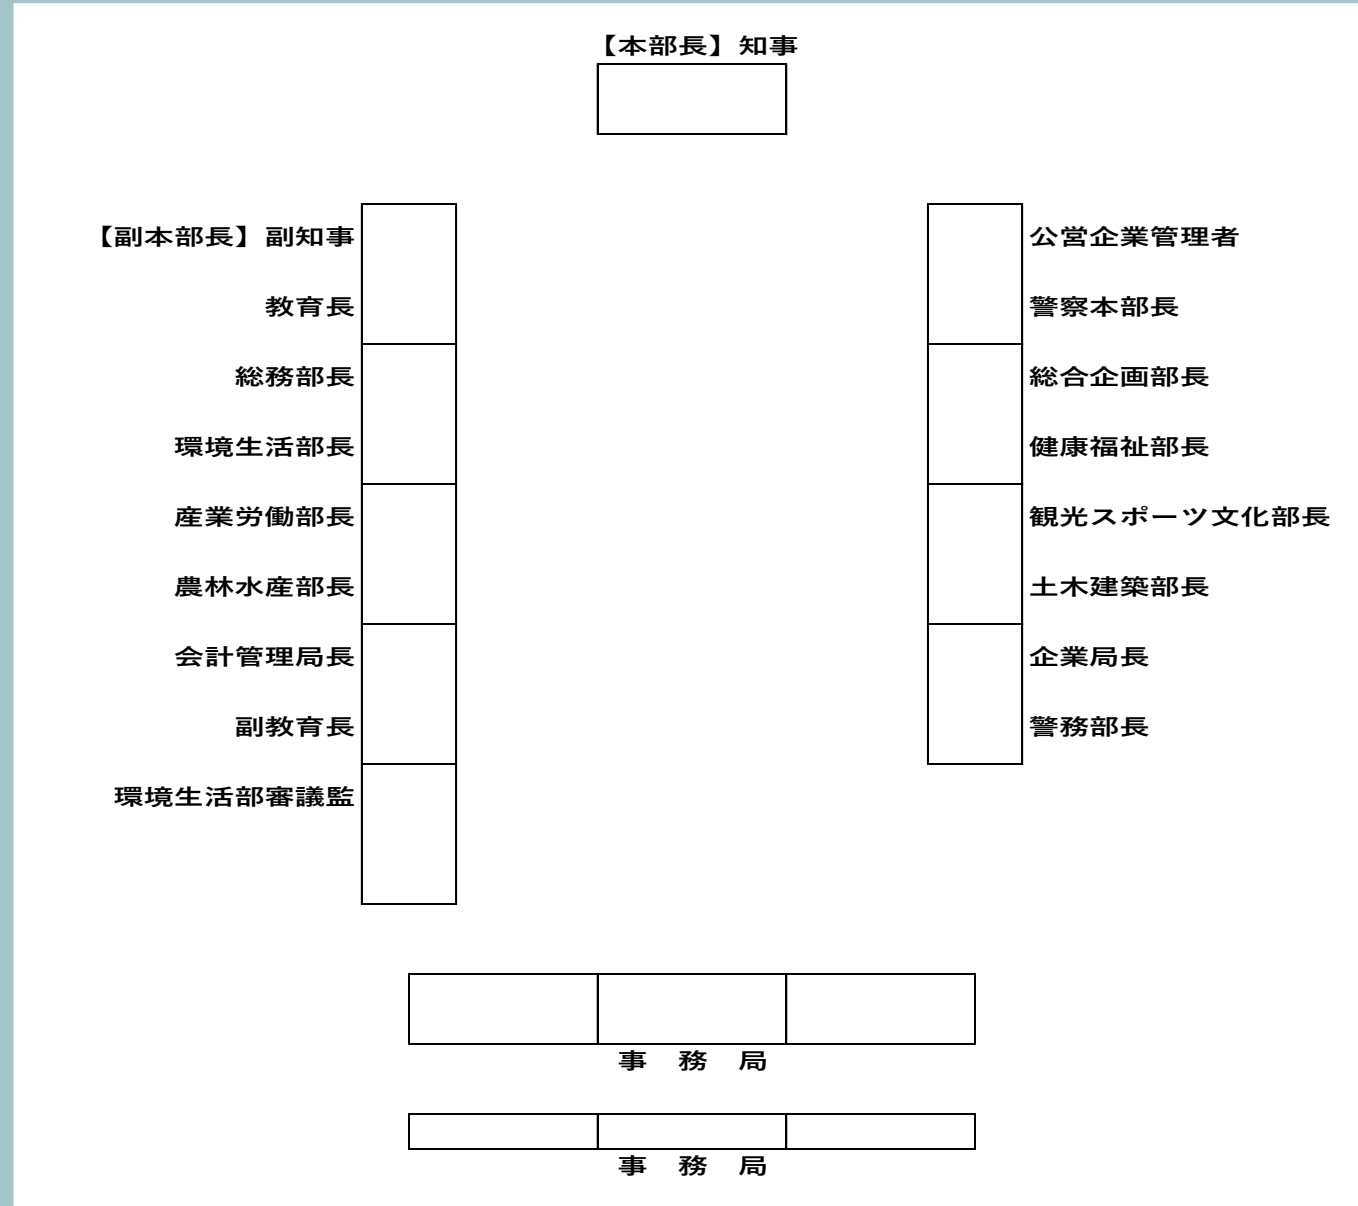 【本部長】知事
【副本部長】副知事
教育長
総務部長
環境生活部長
産業労働部長
農林水産部長
会計管理局長
副教育長
環境生活部審議監
公営企業管理者
警察本部長
総合企画部長
健康福祉部長
観光スポーツ文化部長
土木建築部長
企業局長
警務部長
事　務　局
事　務　局